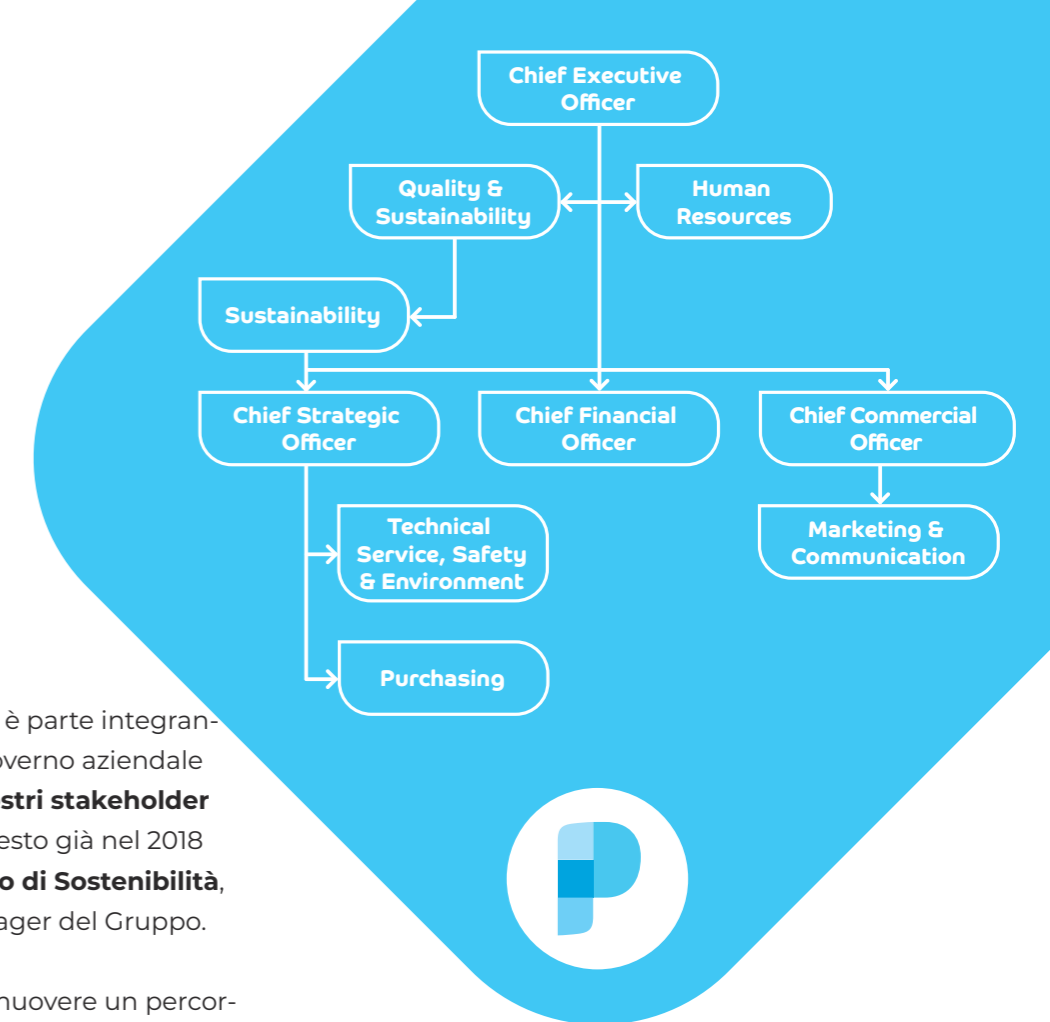 Chief Executive
Officer
Quality &
Sustainability
Human
Resources
Sustainability
Chief Strategic
Officer
Chief Financial
Officer
Chief Commercial
Officer
Technical
Service, Safety
& Environment
Marketing &
Communication
Purchasing
è parte integran-
overno aziendale
stri stakeholder
esto già nel 2018
o di Sostenibilità,
ager del Gruppo.
nuovere un percor-
P